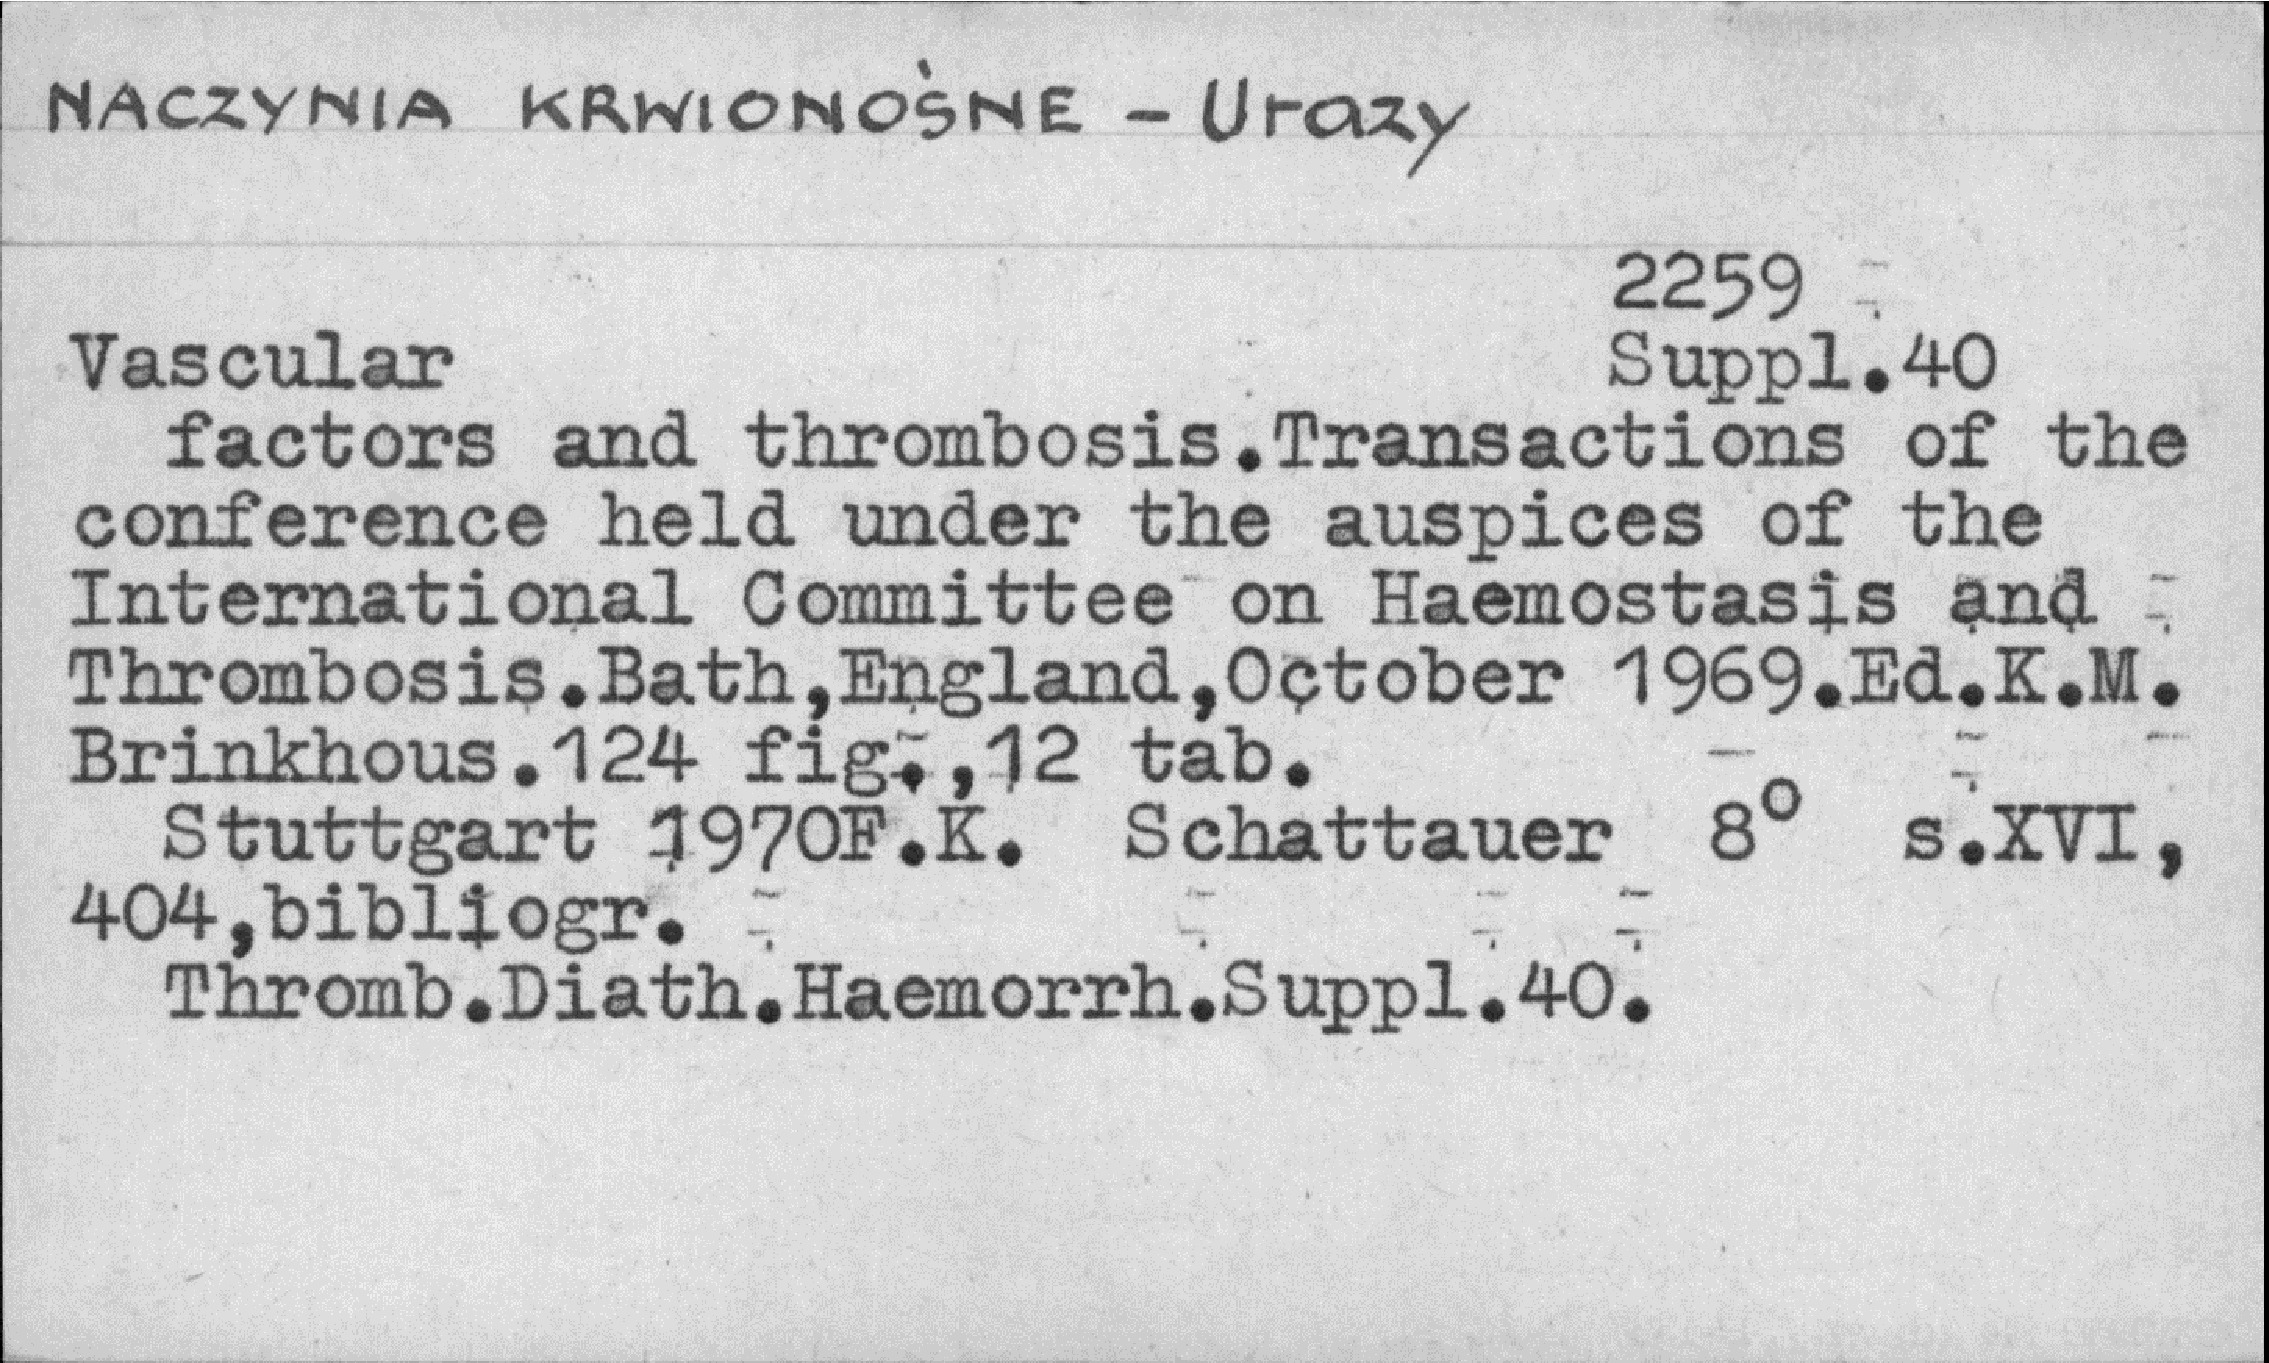 NACZYNIA KRWIONOŚNE - Urazy
2259
Vascular Suppl.40
factors and thrombosis.Transactions of the
conference held under the auspices of the
International Committee on Haemostasis and
Thrombosis.Bath,England,October 1969.Ed.K.M.
Brinkhous.124 fig.,12 tab.
Stuttgart 1970F.K. Schattauer 8° s.XVI,
404,bibliogr.
Thromb.Diath.Haemorrh.Suppl.40.